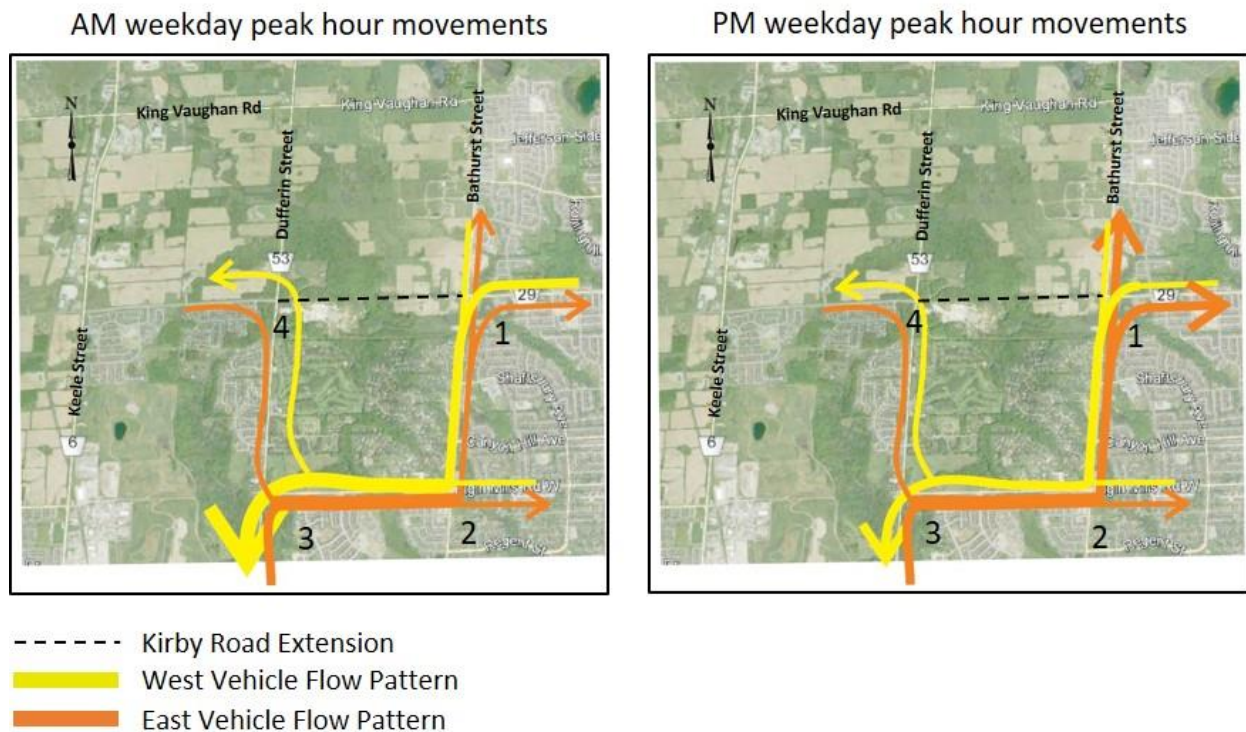 AM weekday peak hour movements
PM weekday peak hour movements
N
King Vaughan Rd
King Vaughan Rd
Bathurst Street
Dufferin Street
Keele Street
53
29
4
1
6
3
2
N
King Vaughan Rd
King Vaughan Rd
Bathurst Street
Dufferin Street
Keele Street
53
29
4
1
6
3
2
Kirby Road Extension
West Vehicle Flow Pattern
East Vehicle Flow Pattern